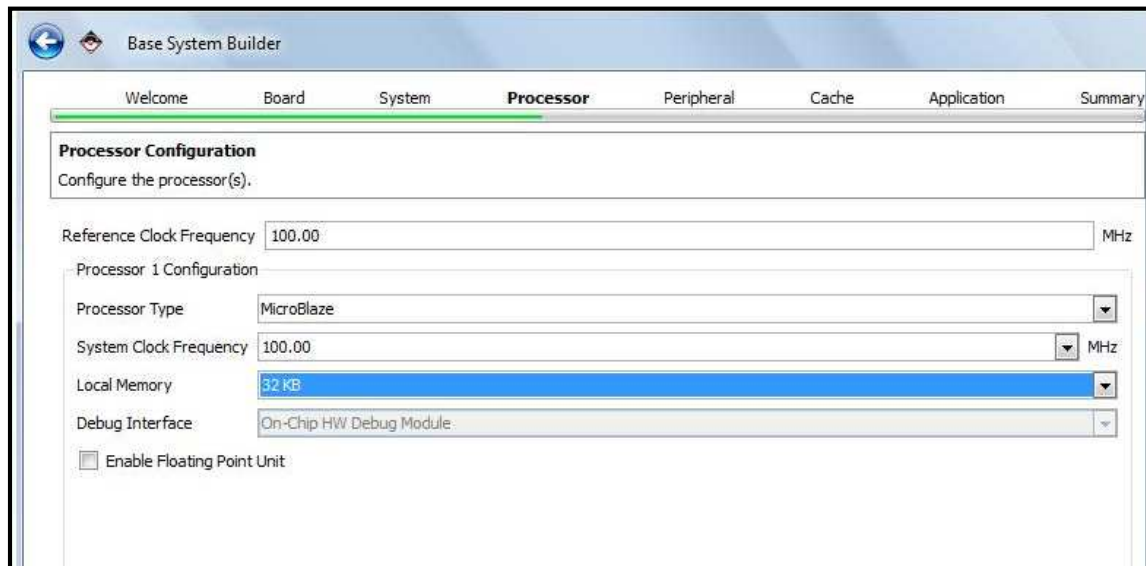 Base System Builder
Welcome Board System Processor Peripheral Cache Application Summary
Processor Configuration
Configure the processor(s).
Reference Clock Frequency 100.00 MHz
Processor 1 Configuration
Processor Type MicroBlaze
System Clock Frequency 100.00 MHz
Local Memory 32 KB
Debug Interface On-Chip HW Debug Module
Enable Floating Point Unit